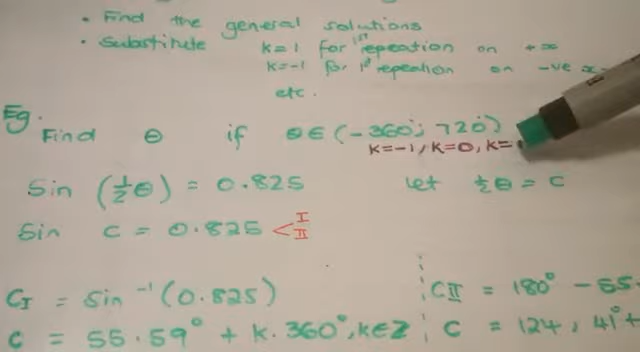 • Find the general solutions
• Substitute k=1 for 1st repeation on +x
k=-1 for 1st repeation on -ve x
etc.
Eg.
Find θ if θ∈(-360°; 720°)
k=-1, k=0, k=
Sin (½θ) = 0.825 let ½θ = C
Sin C = 0.825 < I II
CI = Sin⁻¹(0.825) CII = 180° - 55.
C = 55.59° + k.360°, k∈Z C = 124,41° +